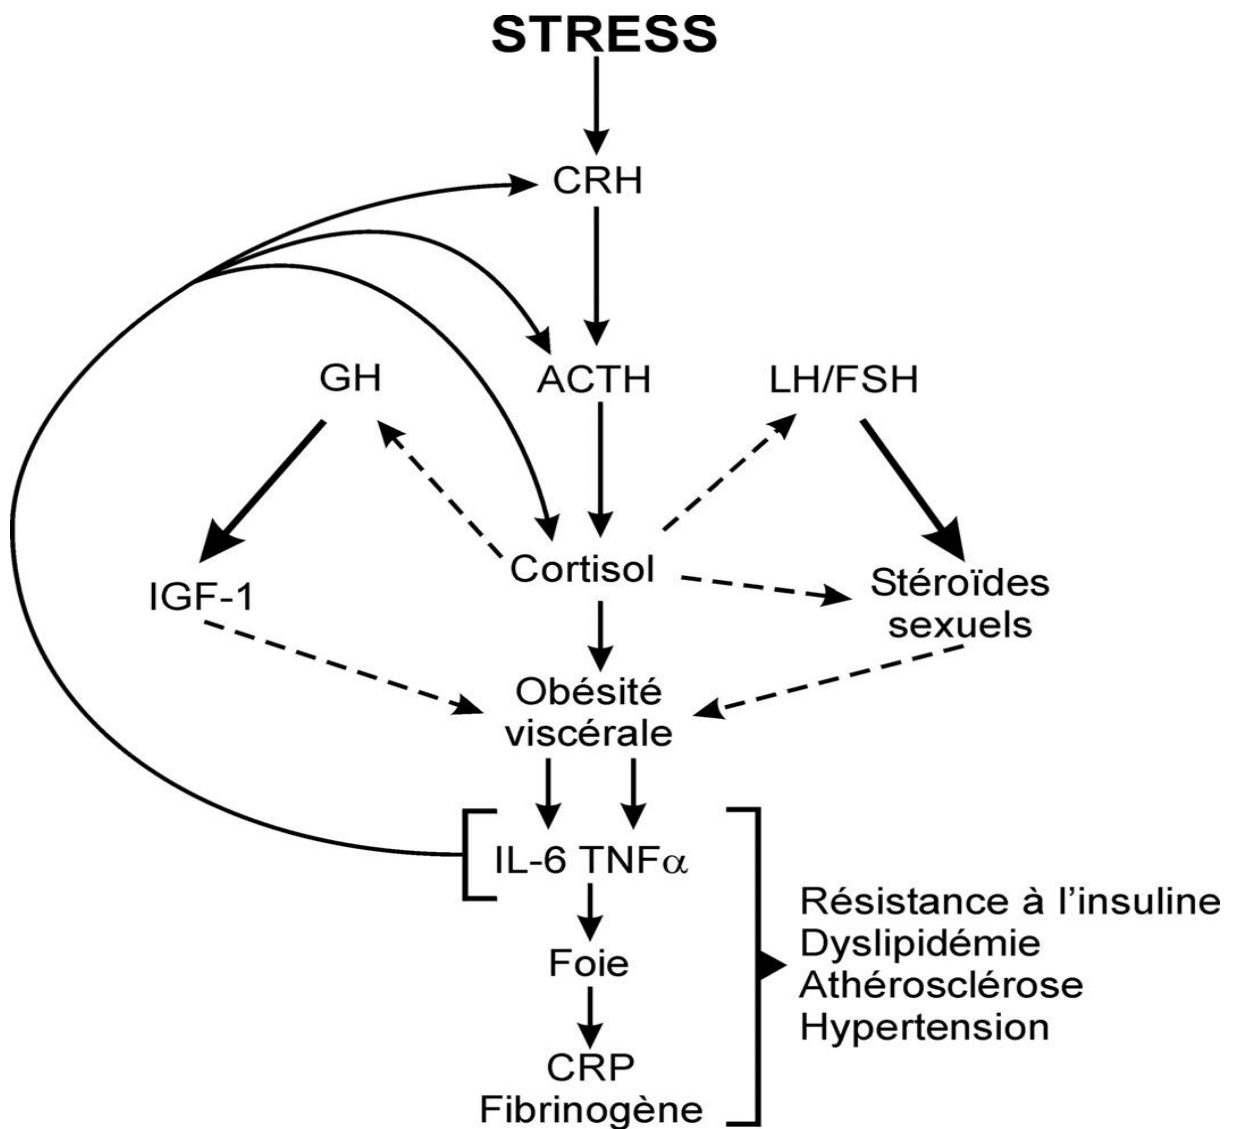 STRESS
CRH
GH
ACTH
LH/FSH
Cortisol
IGF-1
Stéroïdes
sexuels
Obésité
viscérale
IL-6 TNFα
Foie
CRP
Fibrinogène
Résistance à l’insuline
Dyslipidémie
Athérosclérose
Hypertension